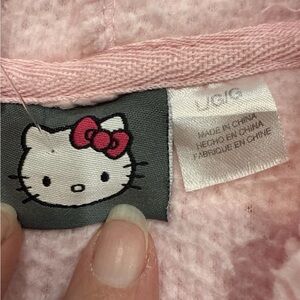 L/G/G
MADE IN CHINA
HECHO EN CHINA
FABRIQUÉ EN CHINE